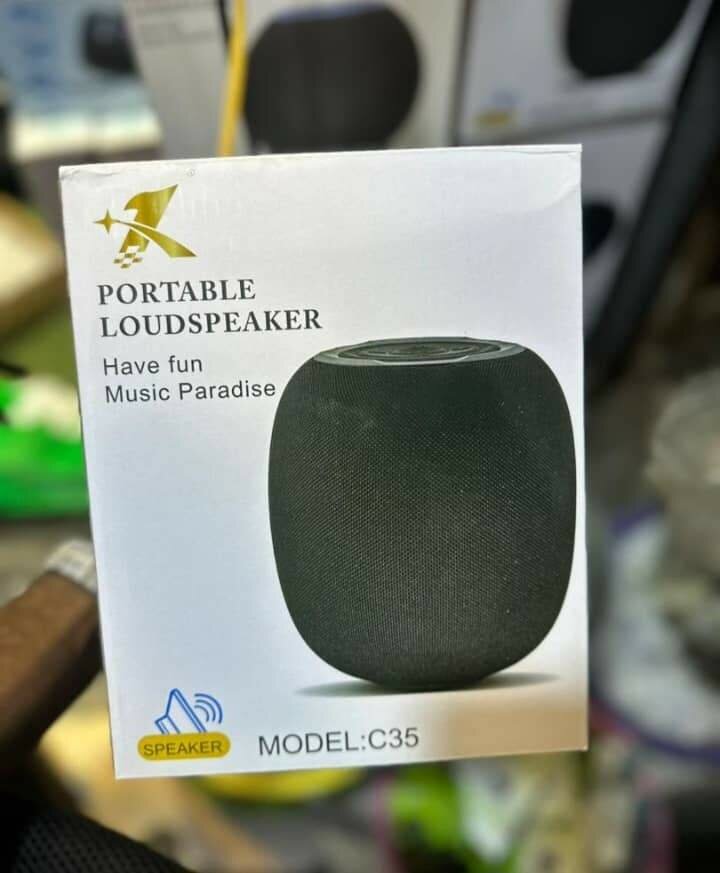 PORTABLE
LOUDSPEAKER
Have fun
Music Paradise
SPEAKER
MODEL:C35